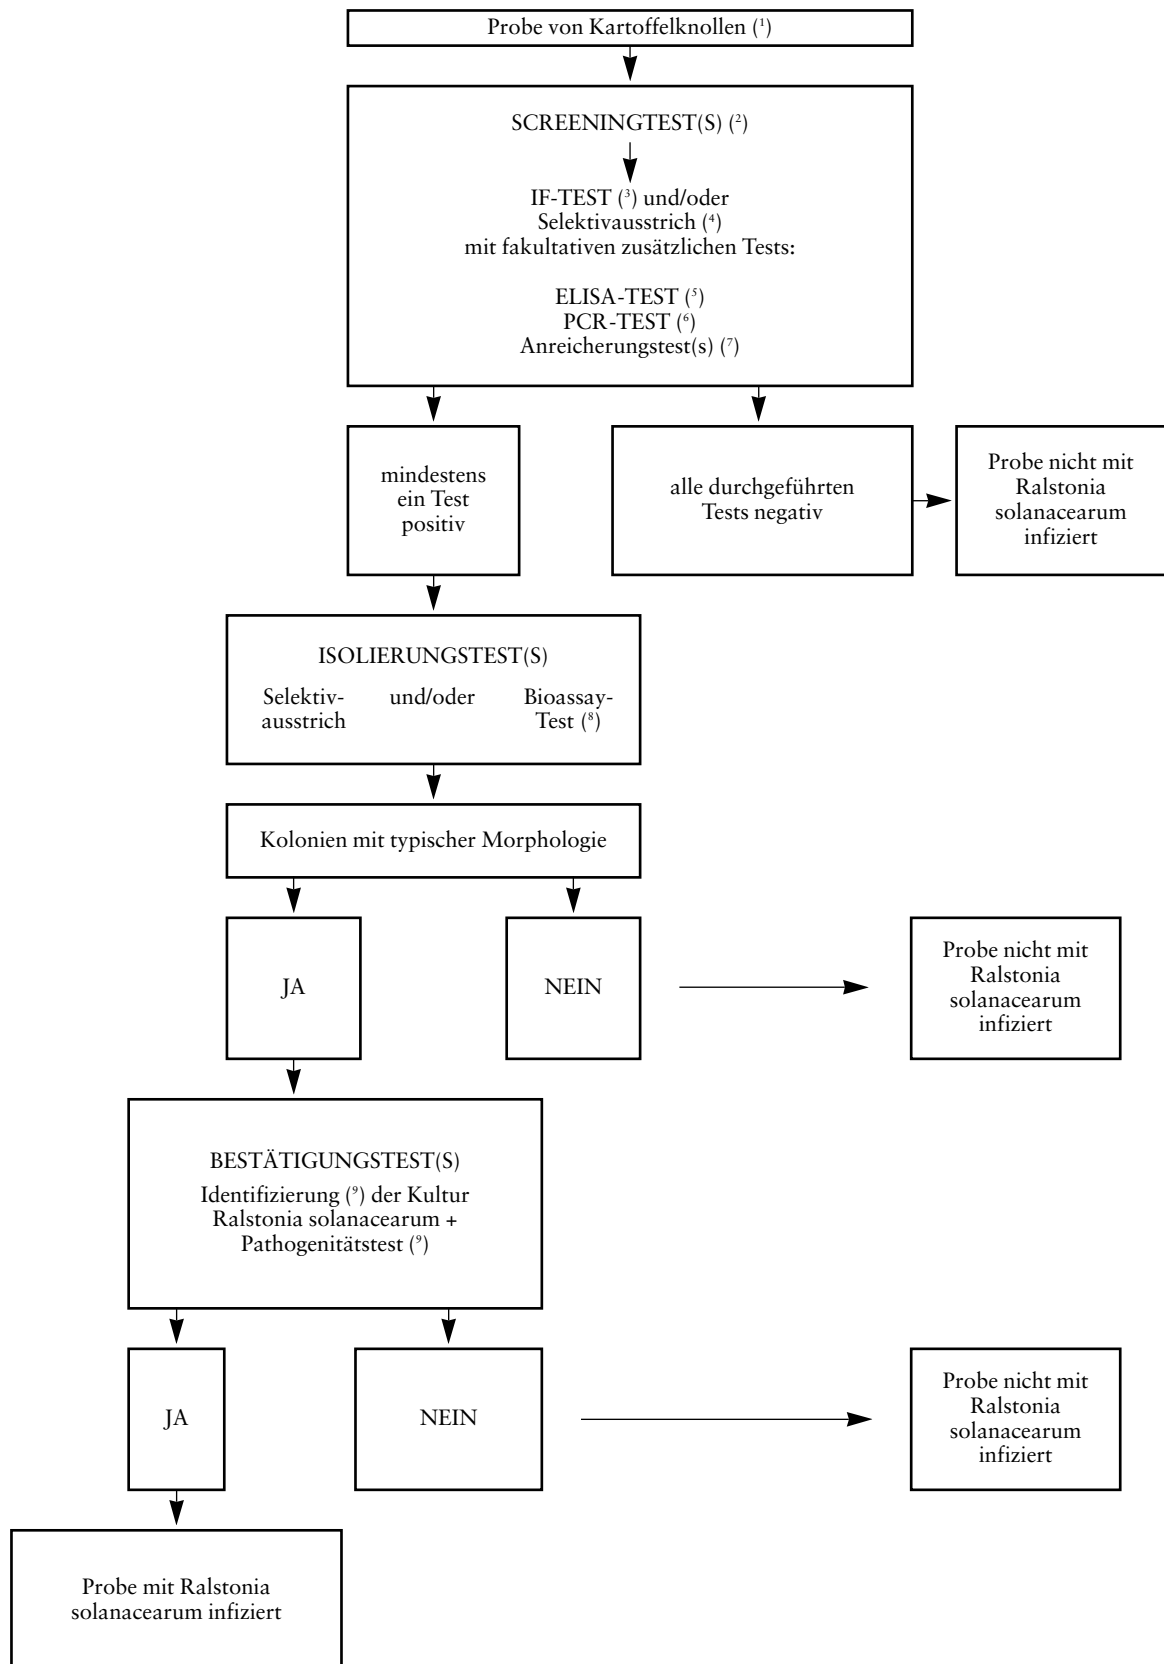 Probe von Kartoffelknollen (¹)
SCREENINGTEST(S) (²)
IF-TEST (³) und/oder
Selektivausstrich (⁴)
mit fakultativen zusätzlichen Tests:
ELISA-TEST (⁵)
PCR-TEST (⁶)
Anreicherungstest(s) (⁷)
mindestens
ein Test
positiv
alle durchgeführten
Tests negativ
Probe nicht mit
Ralstonia
solanacearum
infiziert
ISOLIERUNGSTEST(S)
Selektiv-
ausstrich
und/oder
Bioassay-
Test (⁸)
Kolonien mit typischer Morphologie
JA
NEIN
Probe nicht mit
Ralstonia
solanacearum
infiziert
BESTÄTIGUNGSTEST(S)
Identifizierung (⁹) der Kultur
Ralstonia solanacearum +
Pathogenitätstest (⁹)
JA
NEIN
Probe nicht mit
Ralstonia
solanacearum
infiziert
Probe mit Ralstonia
solanacearum infiziert